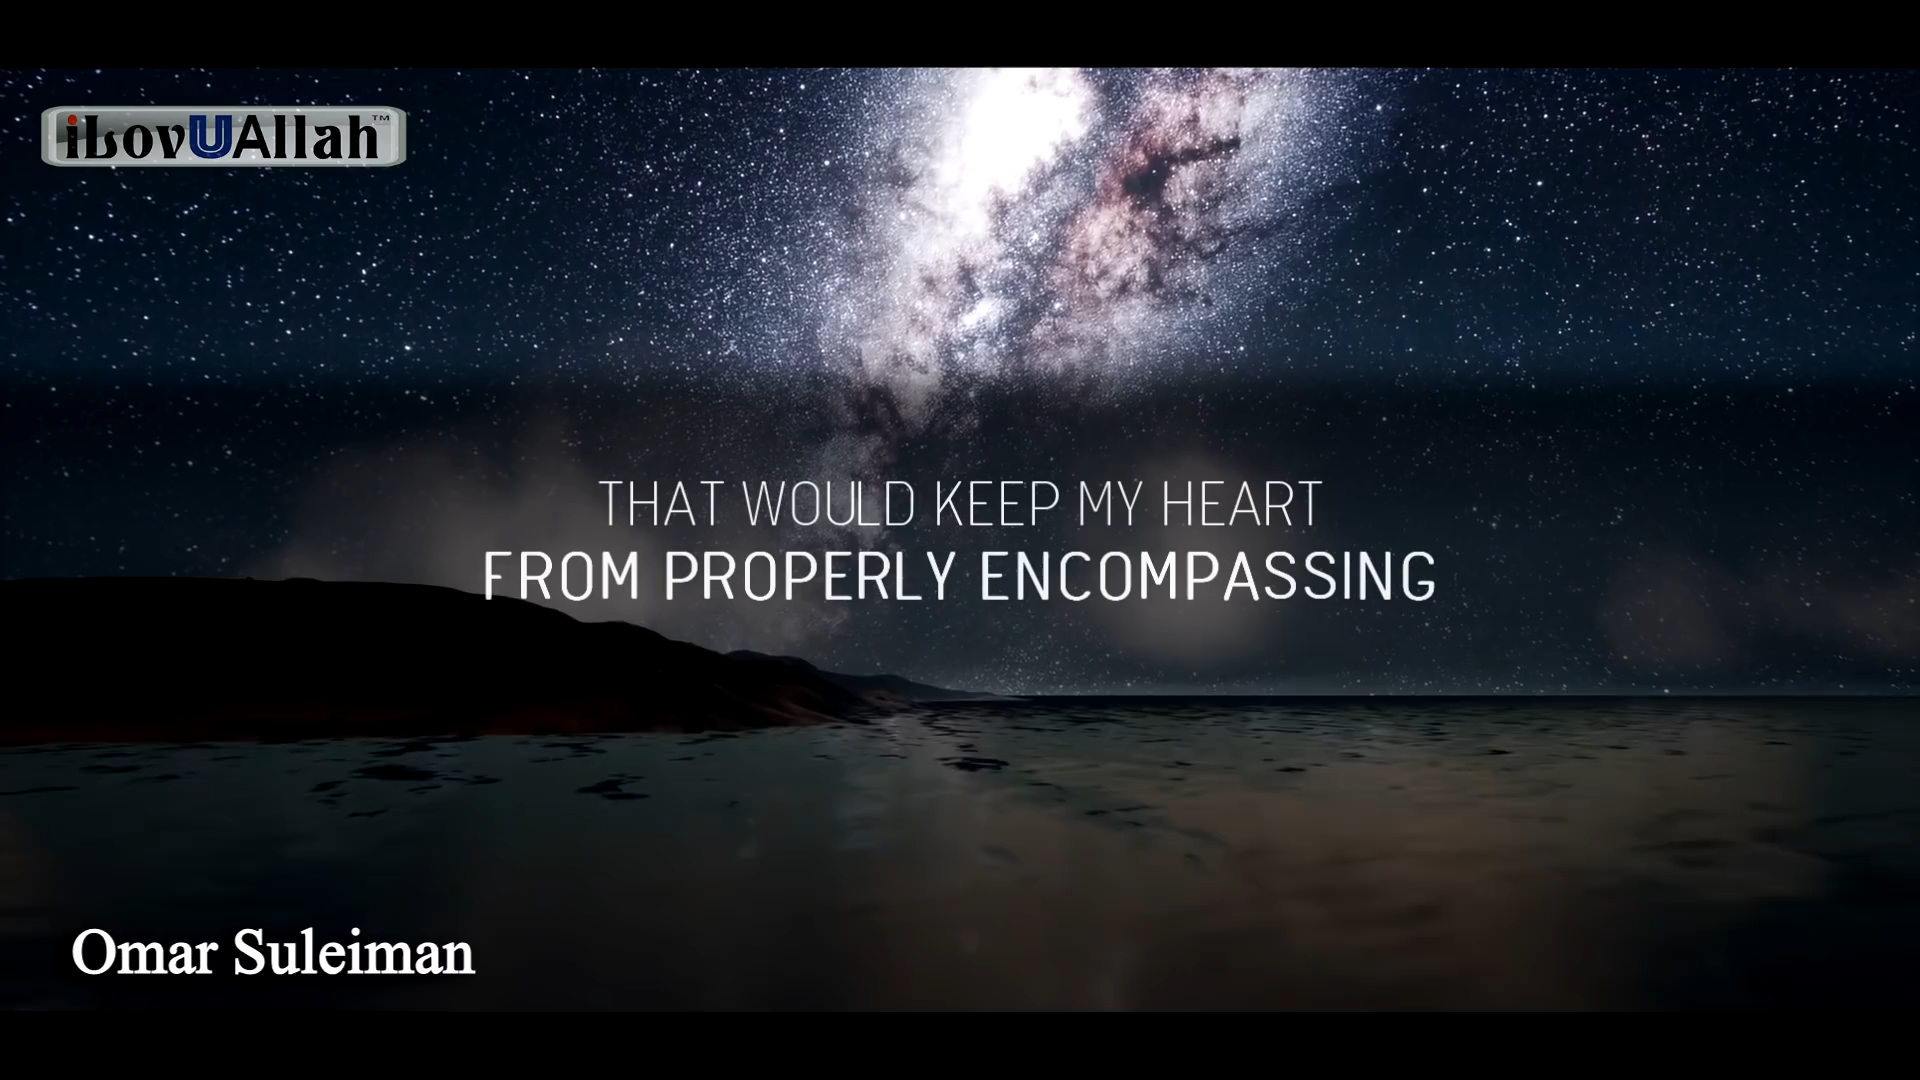 iLovUAllah™
THAT WOULD KEEP MY HEART
FROM PROPERLY ENCOMPASSING
Omar Suleiman